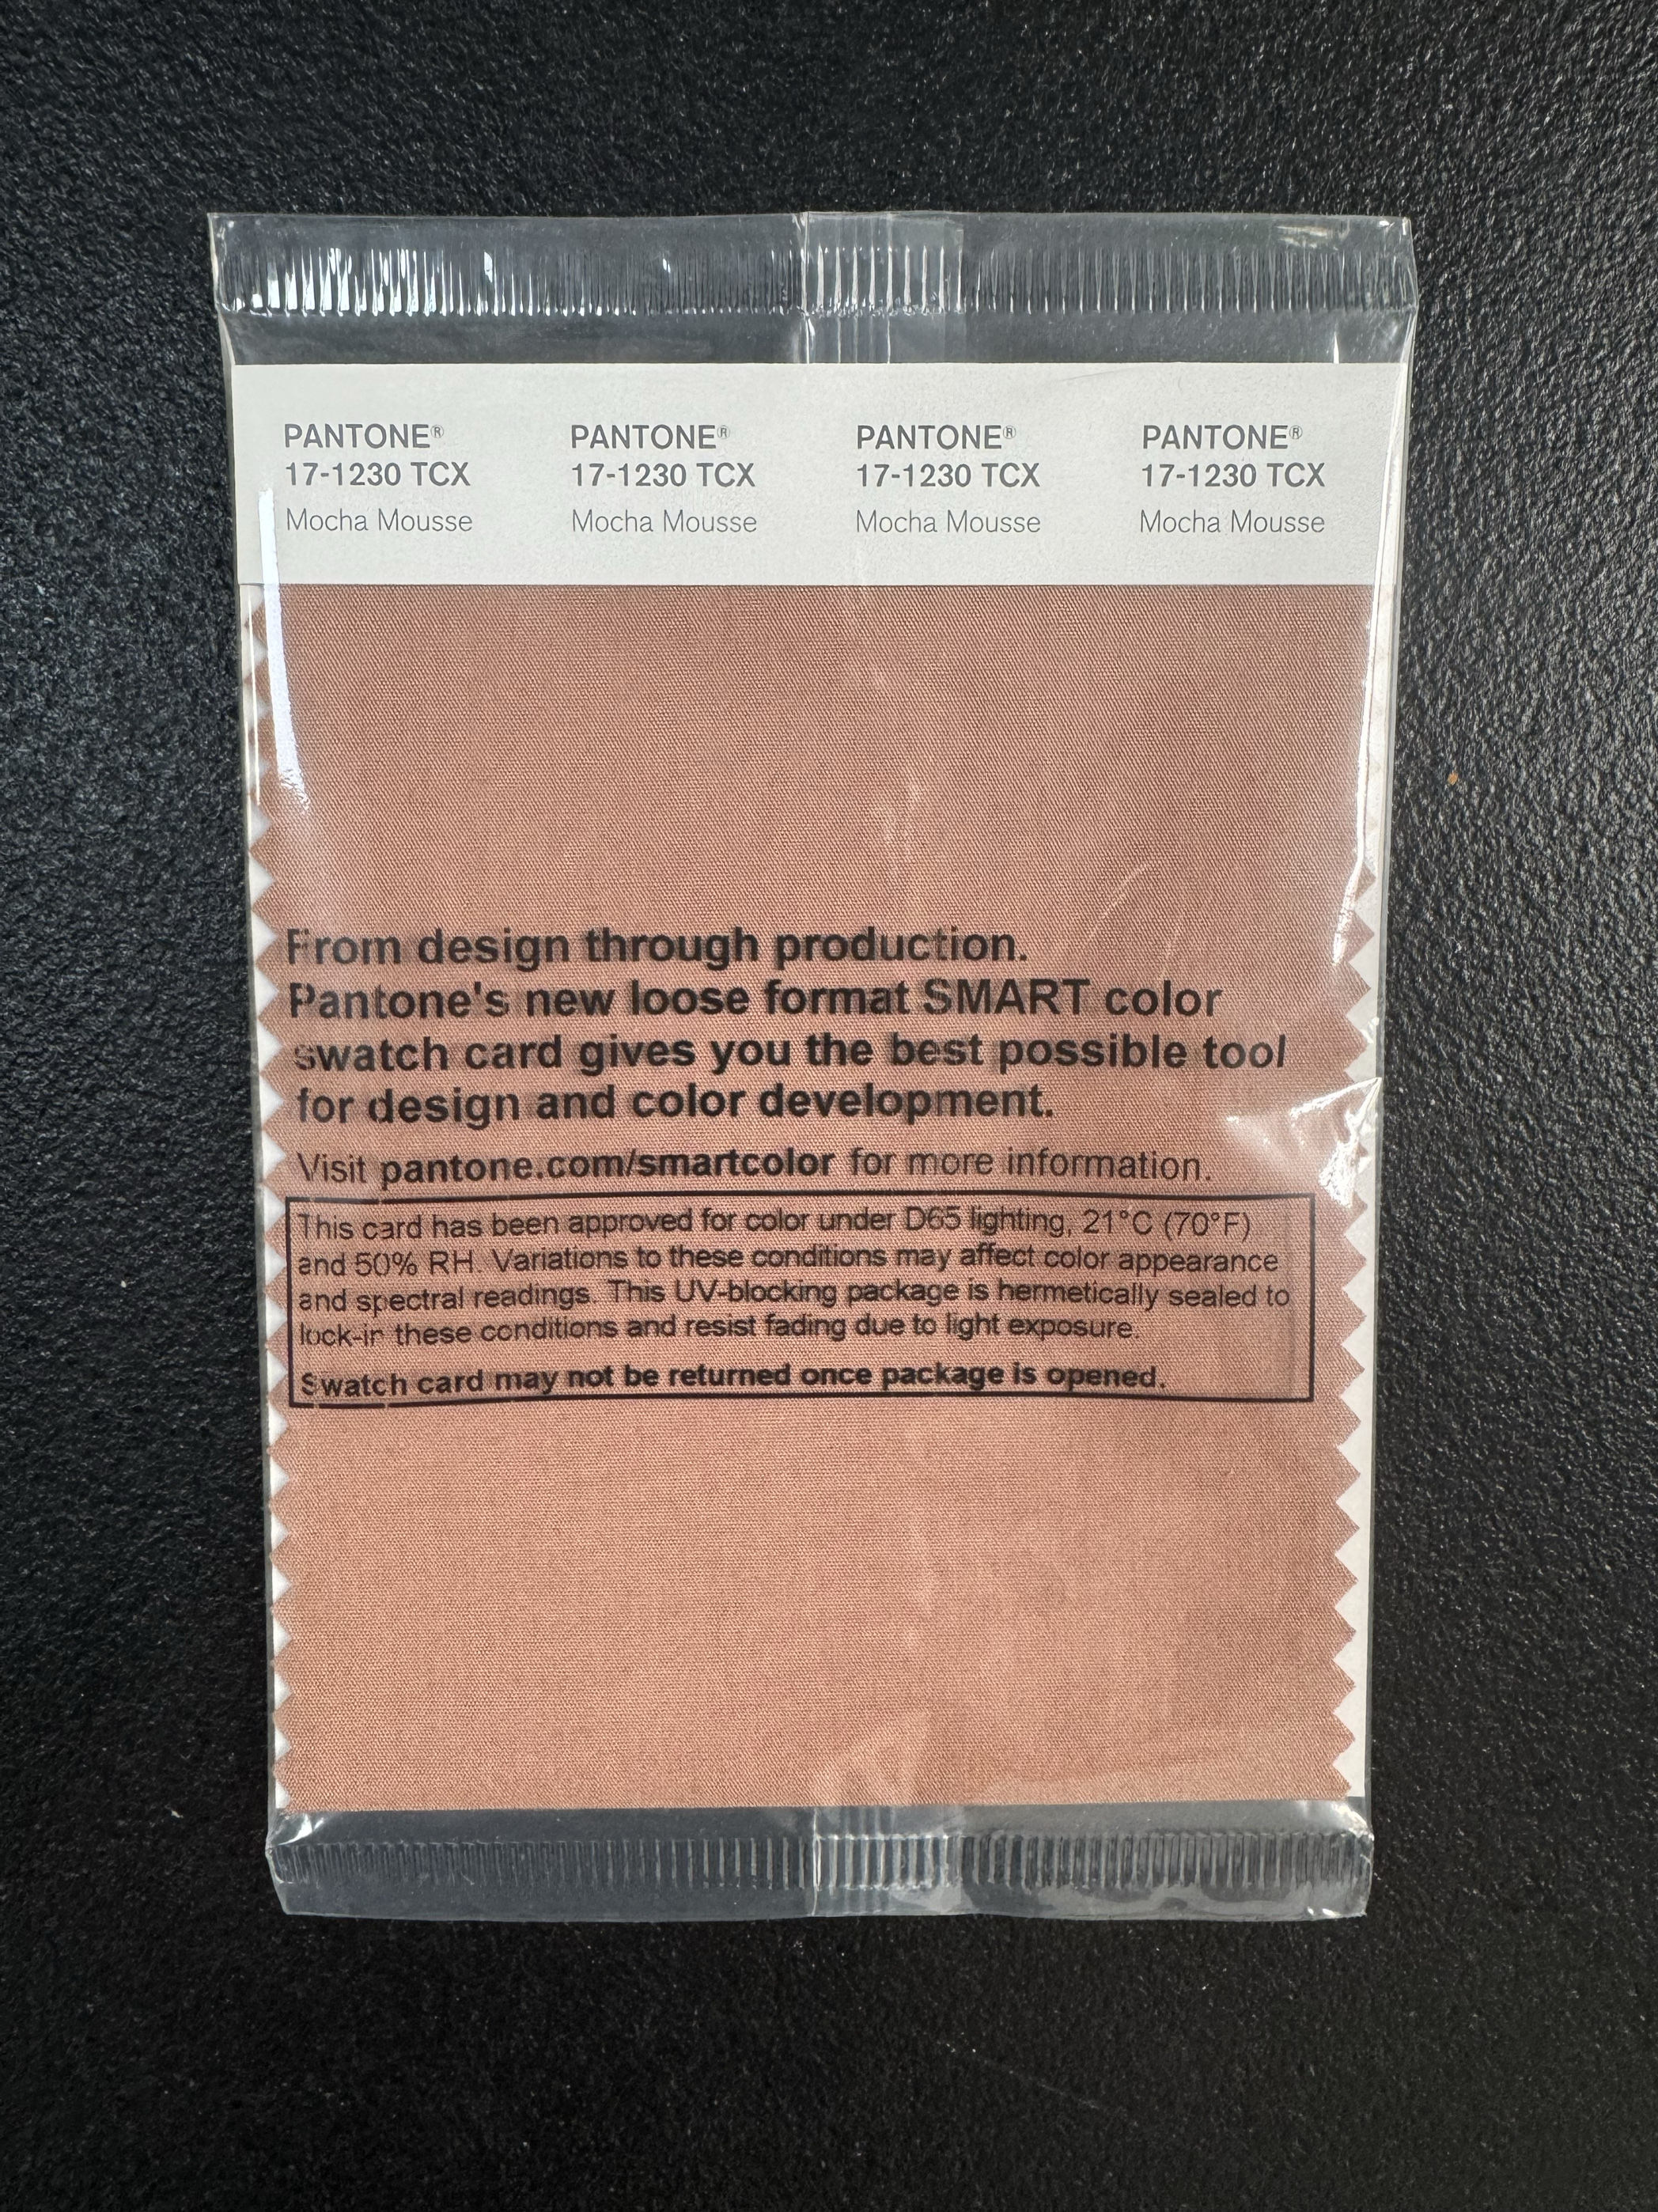 PANTONE® PANTONE® PANTONE® PANTONE®
17-1230 TCX 17-1230 TCX 17-1230 TCX 17-1230 TCX
Mocha Mousse Mocha Mousse Mocha Mousse Mocha Mousse
From design through production.
Pantone's new loose format SMART color
swatch card gives you the best possible tool
for design and color development.
Visit pantone.com/smartcolor for more information.
This card has been approved for color under D65 lighting, 21°C (70°F)
and 50% RH. Variations to these conditions may affect color appearance
and spectral readings. This UV-blocking package is hermetically sealed to
lock-in these conditions and resist fading due to light exposure.
Swatch card may not be returned once package is opened.